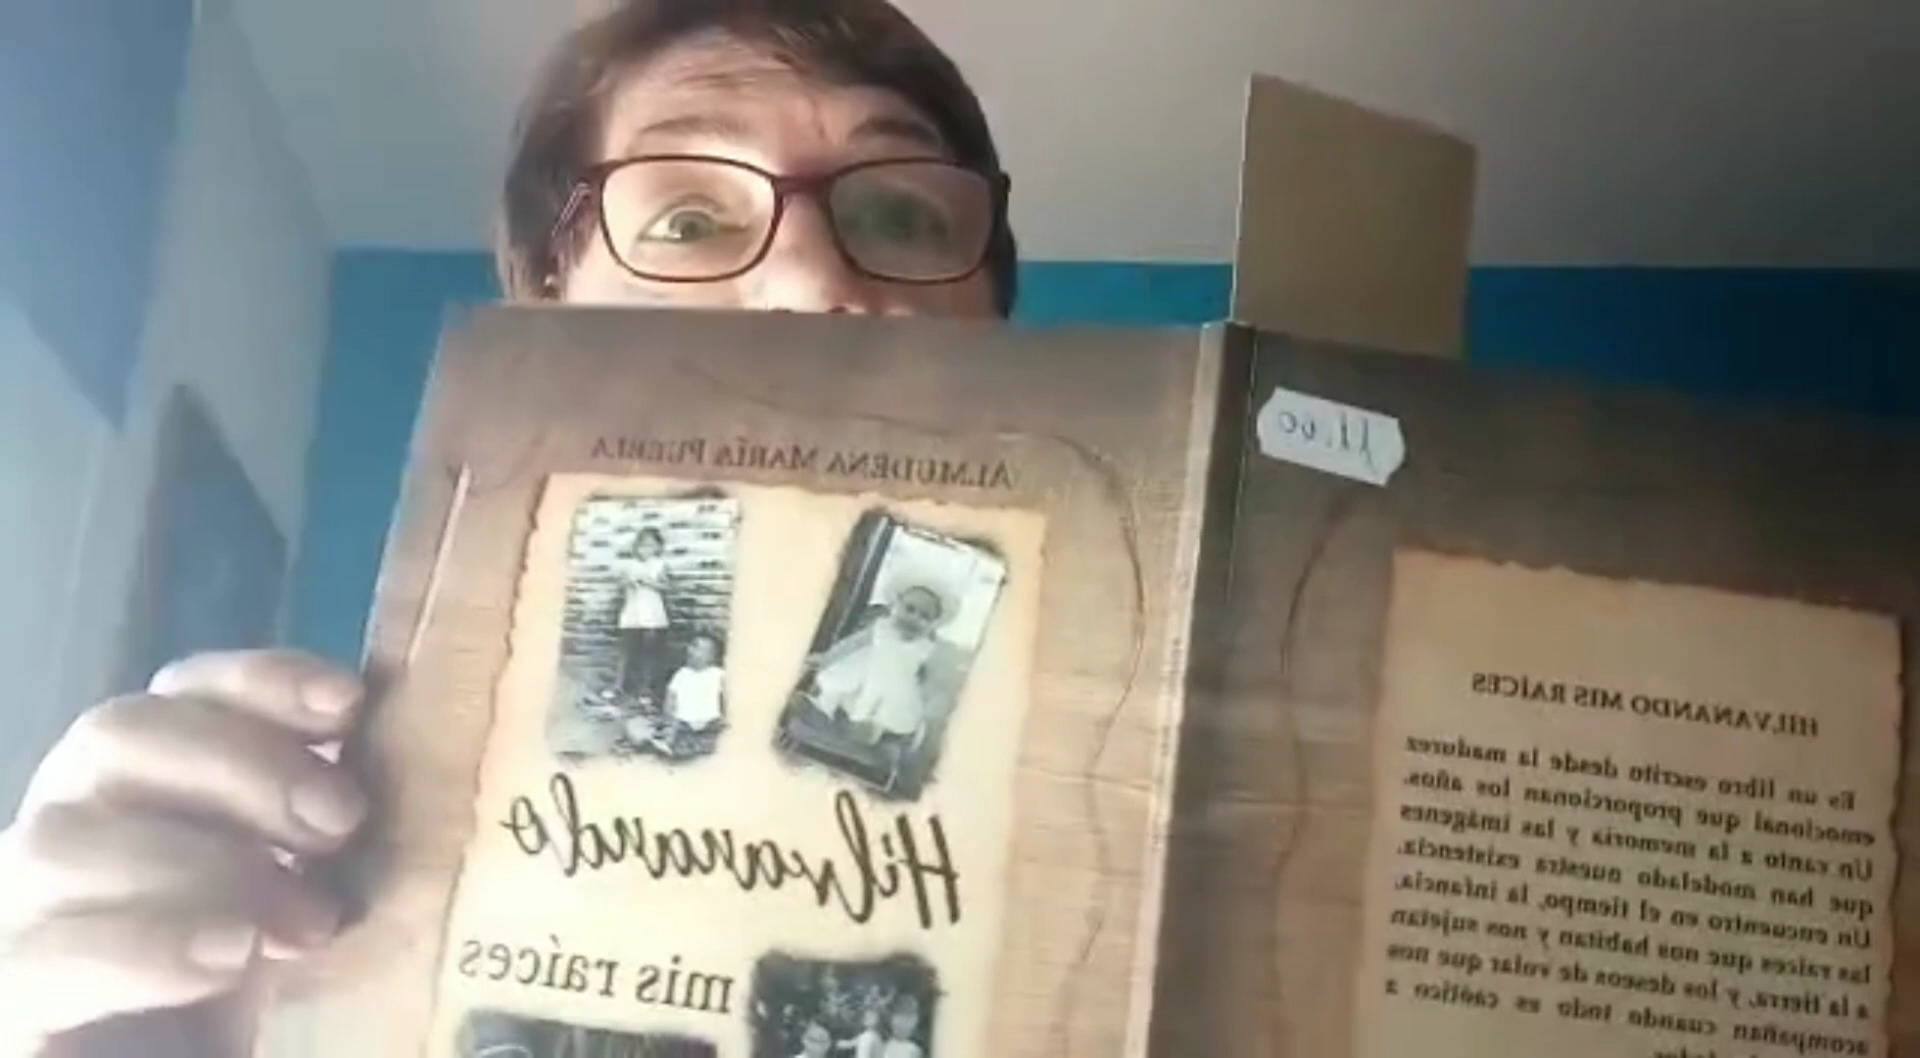 ALMUDENA MARÍA PUEBLA
Hilvanando
mis raíces
11.00
HILVANANDO MIS RAÍCES
Es un libro escrito desde la madurez
emocional que proporcionan los años.
Un canto a la memoria y las imágenes
que han modelado nuestra existencia.
Un encuentro en el tiempo, la infancia,
las raíces que nos habitan y nos sujetan
a la tierra, y los deseos de volar que nos
acompañan cuando todo es caótico a